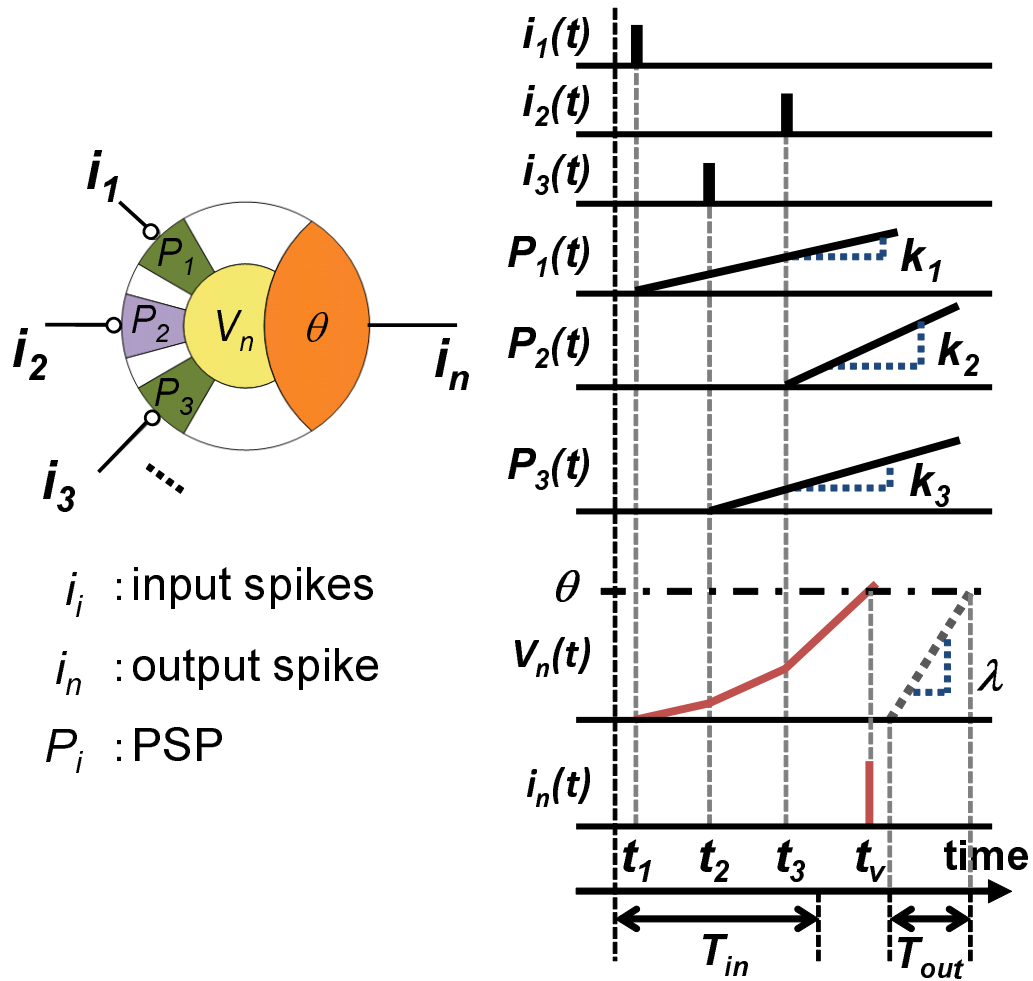 i1
i2
i3
P1
P2
P3
Vn
θ
in
ii : input spikes
in : output spike
Pi : PSP
i1(t)
i2(t)
i3(t)
P1(t)
k1
P2(t)
k2
P3(t)
k3
θ
Vn(t)
λ
in(t)
t1 t2 t3 tv time
Tin Tout